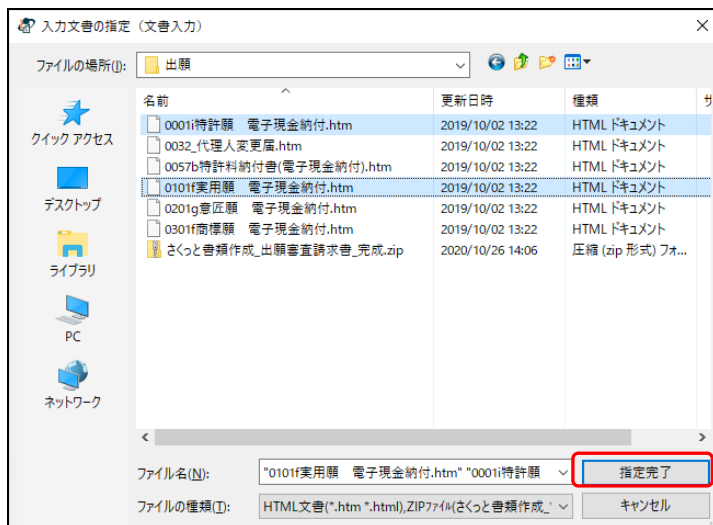 入力文書の指定（文書入力）
ファイルの場所(I):
出願
クイック アクセス
デスクトップ
ライブラリ
PC
ネットワーク
名前 更新日時 種類 サ
0001i特許願　電子現金納付.htm 2019/10/02 13:22 HTML ドキュメント
0032_代理人変更届.htm 2019/10/02 13:22 HTML ドキュメント
0057b特許料納付書(電子現金納付).htm 2019/10/02 13:22 HTML ドキュメント
0101f実用願　電子現金納付.htm 2019/10/02 13:22 HTML ドキュメント
0201g意匠願　電子現金納付.htm 2019/10/02 13:22 HTML ドキュメント
0301f商標願　電子現金納付.htm 2019/10/02 13:22 HTML ドキュメント
さくっと書類作成_出願審査請求書_完成.zip 2020/10/26 14:06 圧縮 (zip 形式) フォ...
ファイル名(N): "0101f実用願　電子現金納付.htm" "0001i特許願 指定完了
ファイルの種類(T): HTML文書(*.htm *.html),ZIPファイル(さくっと書類作成_ キャンセル